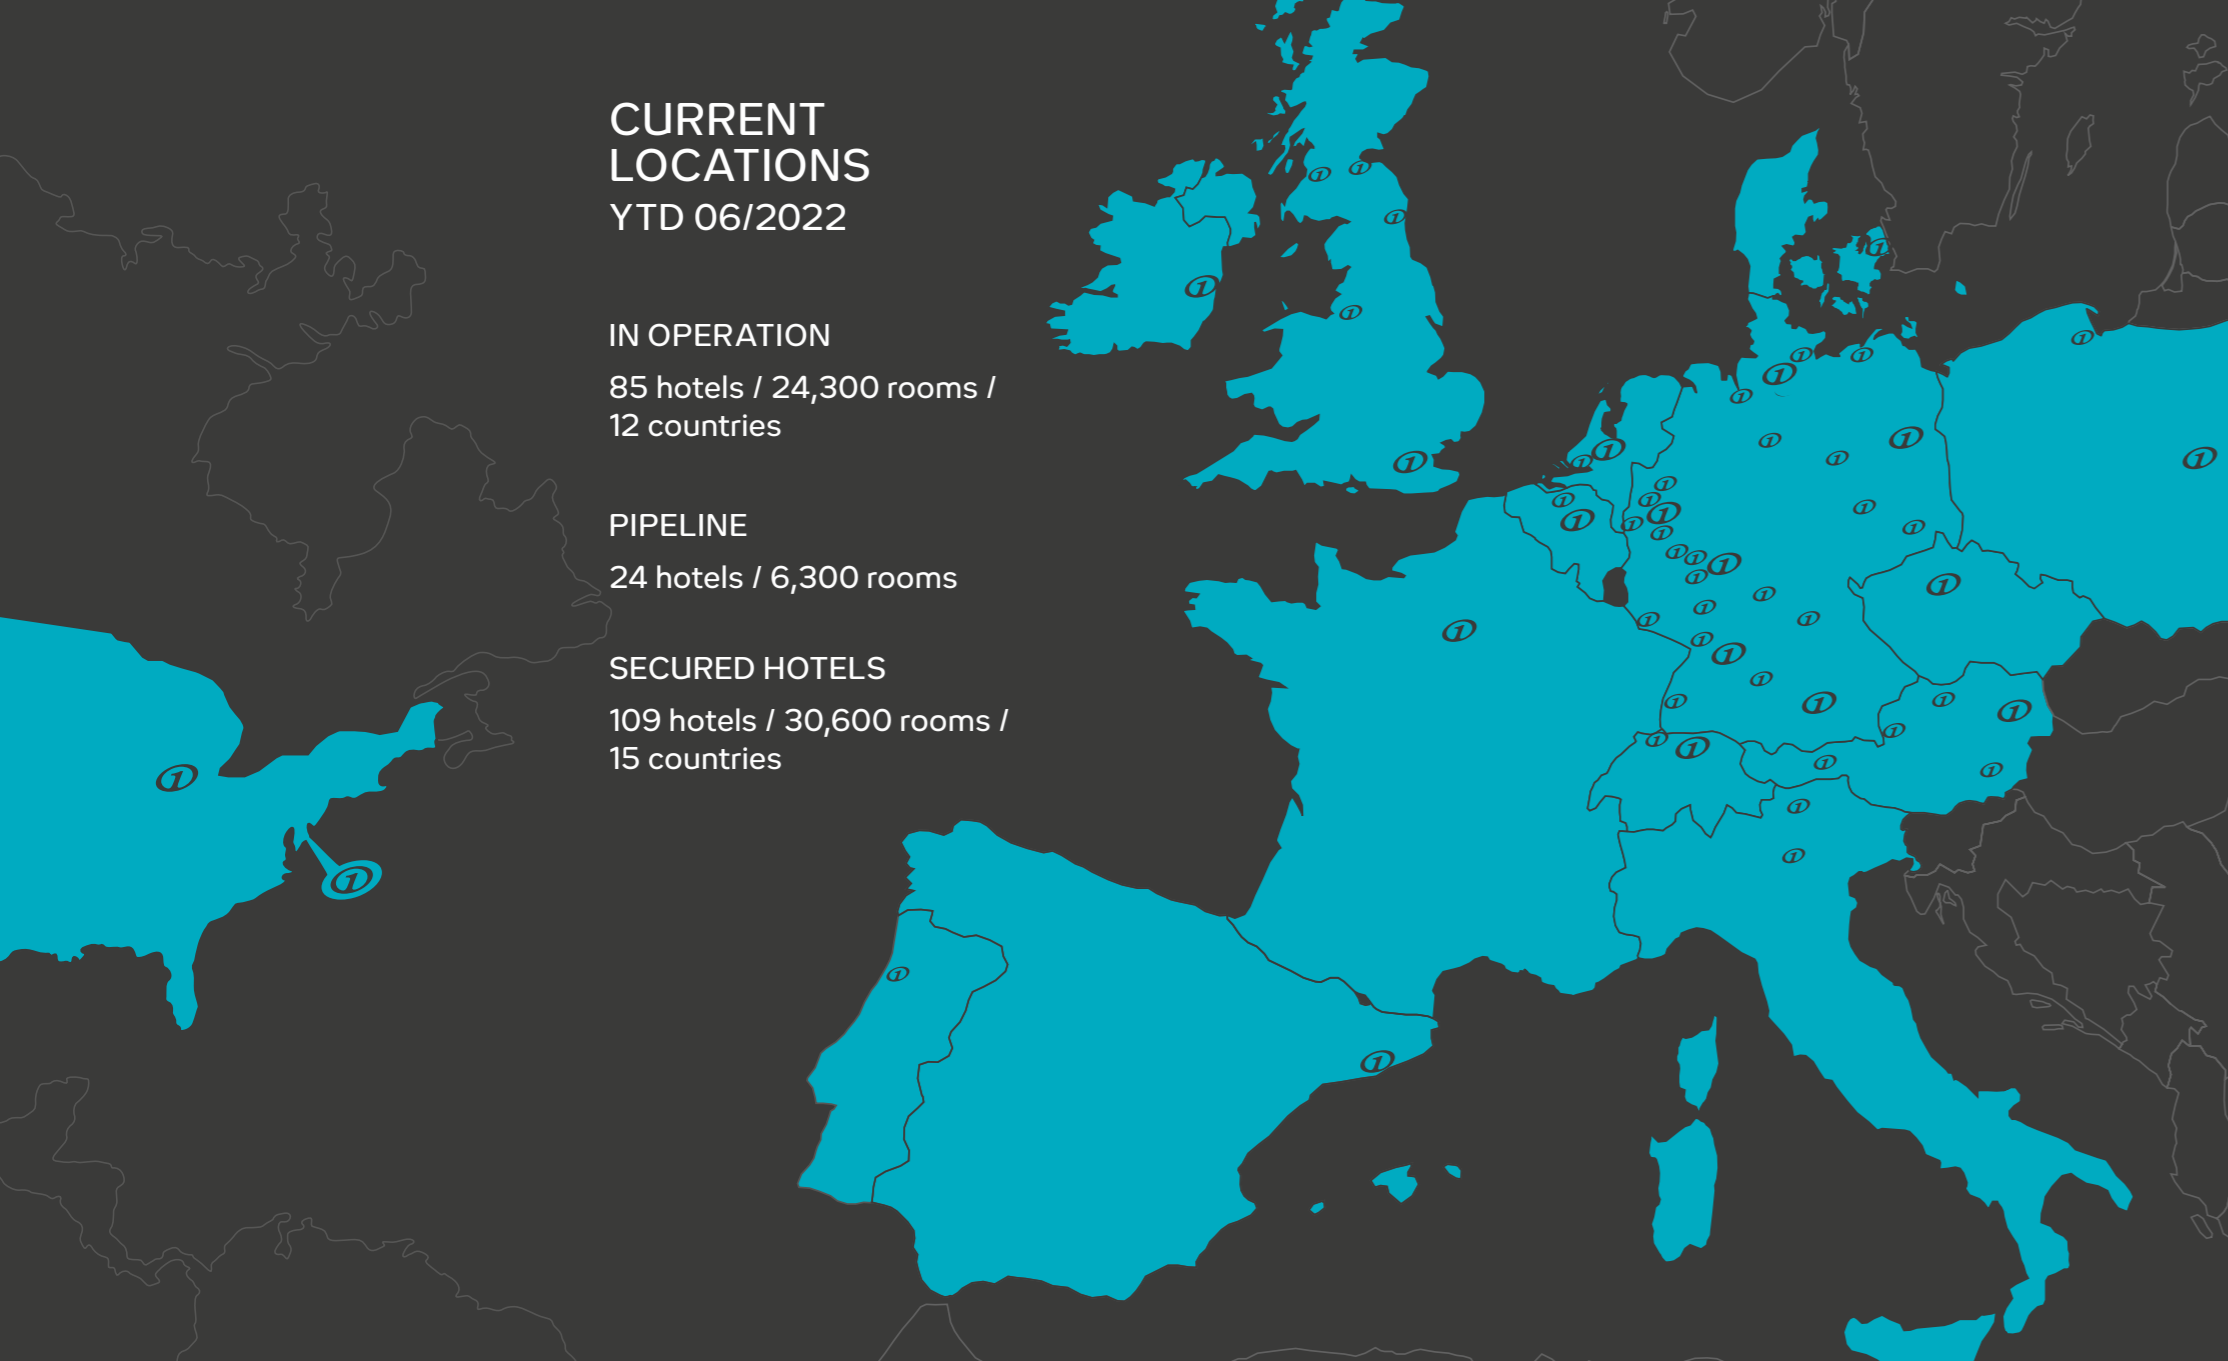 CURRENT
LOCATIONS
YTD 06/2022
IN OPERATION
85 hotels / 24,300 rooms /
12 countries
PIPELINE
24 hotels / 6,300 rooms
SECURED HOTELS
109 hotels / 30,600 rooms /
15 countries